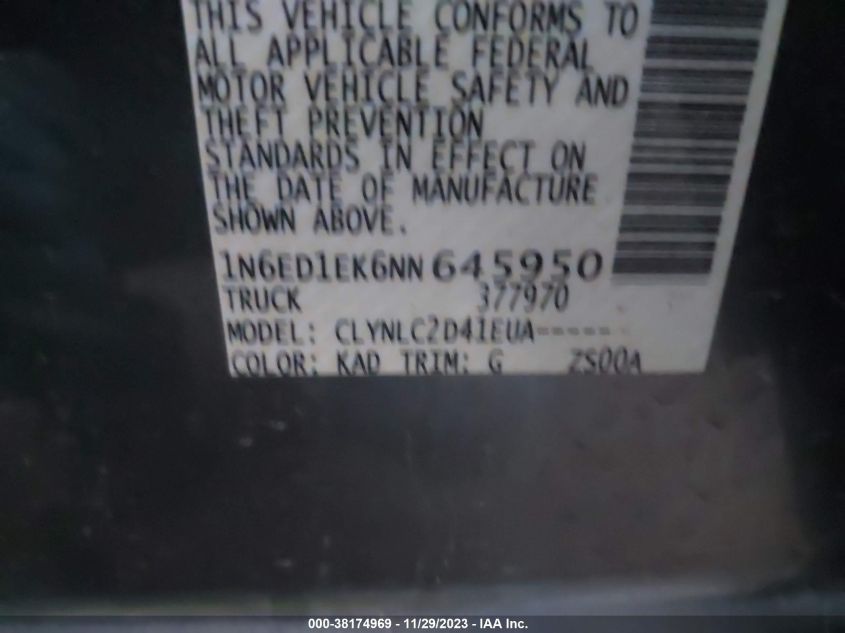 THIS VEHICLE CONFORMS TO
ALL APPLICABLE FEDERAL
MOTOR VEHICLE SAFETY AND
THEFT PREVENTION
STANDARDS IN EFFECT ON
THE DATE OF MANUFACTURE
SHOWN ABOVE.
1N6ED1EK6NN645950
TRUCK 377970
MODEL: CLYNLC2D41EUA-----
COLOR: KAD TRIM: G ZS00A
000-38174969 - 11/29/2023 - IAA Inc.